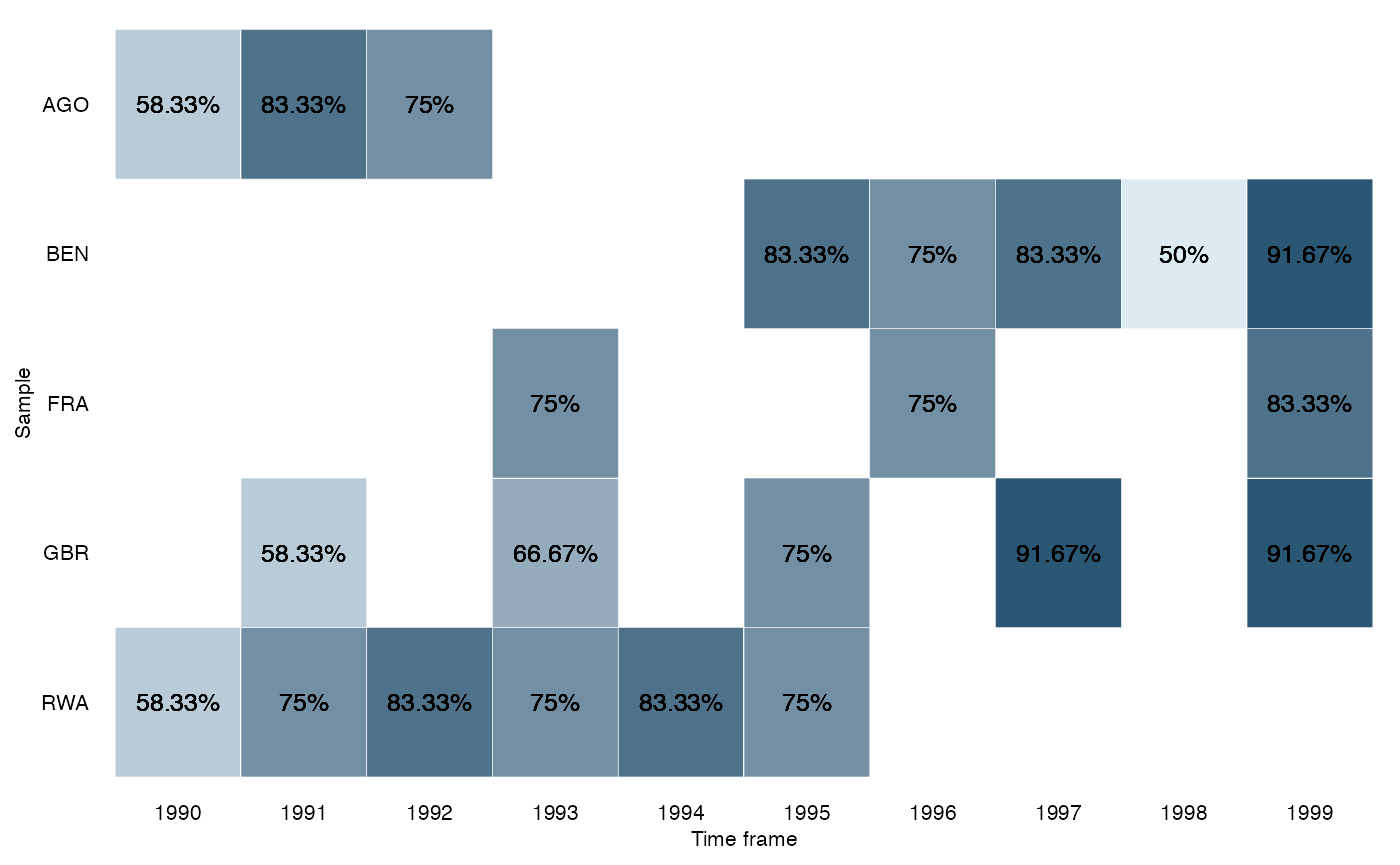 AGO 58.33% 83.33% 75%
BEN 83.33% 75% 83.33% 50% 91.67%
Sample
FRA 75% 75% 83.33%
GBR 58.33% 66.67% 75% 91.67% 91.67%
RWA 58.33% 75% 83.33% 75% 83.33% 75%
1990 1991 1992 1993 1994 1995 1996 1997 1998 1999
Time frame